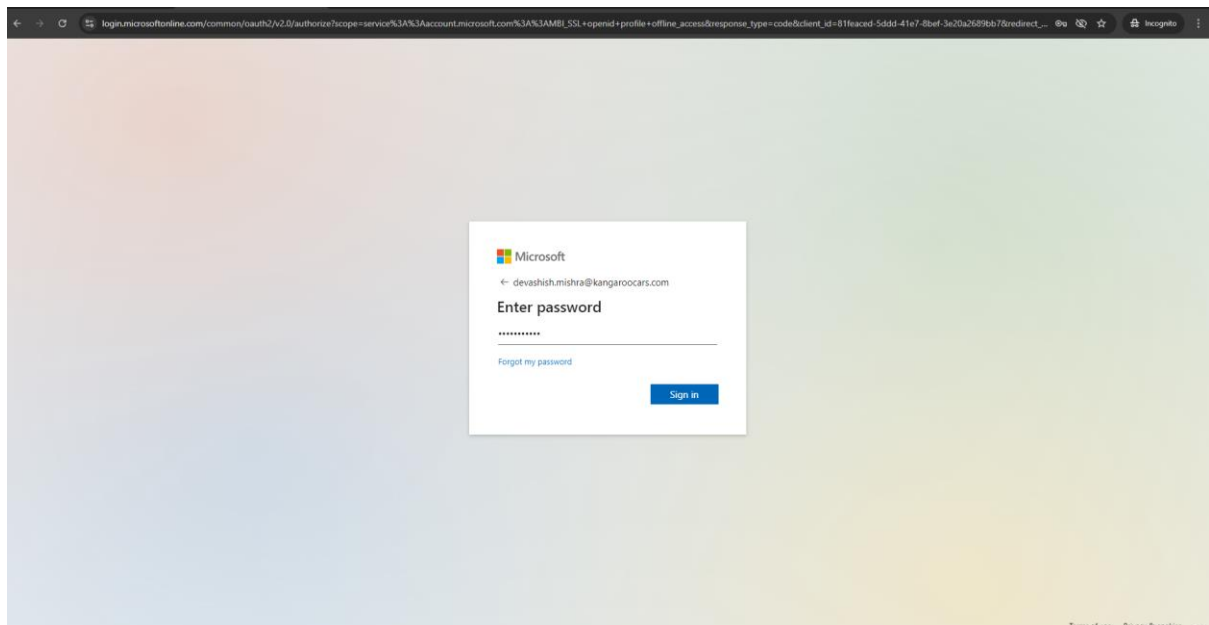 login.microsoftonline.com/common/oauth2/v2.0/authorize?scope=service%3A%3Aaccount.microsoft.com%3A%3AMBI_SSL+openid+profile+offline_access&response_type=code&client_id=81feaced-5ddd-41e7-8bef-3e20a2689bb7&redirect_... Incognito
Microsoft
← devashish.mishra@kangaroocars.com
Enter password
•••••••••••
Forgot my password
Sign in